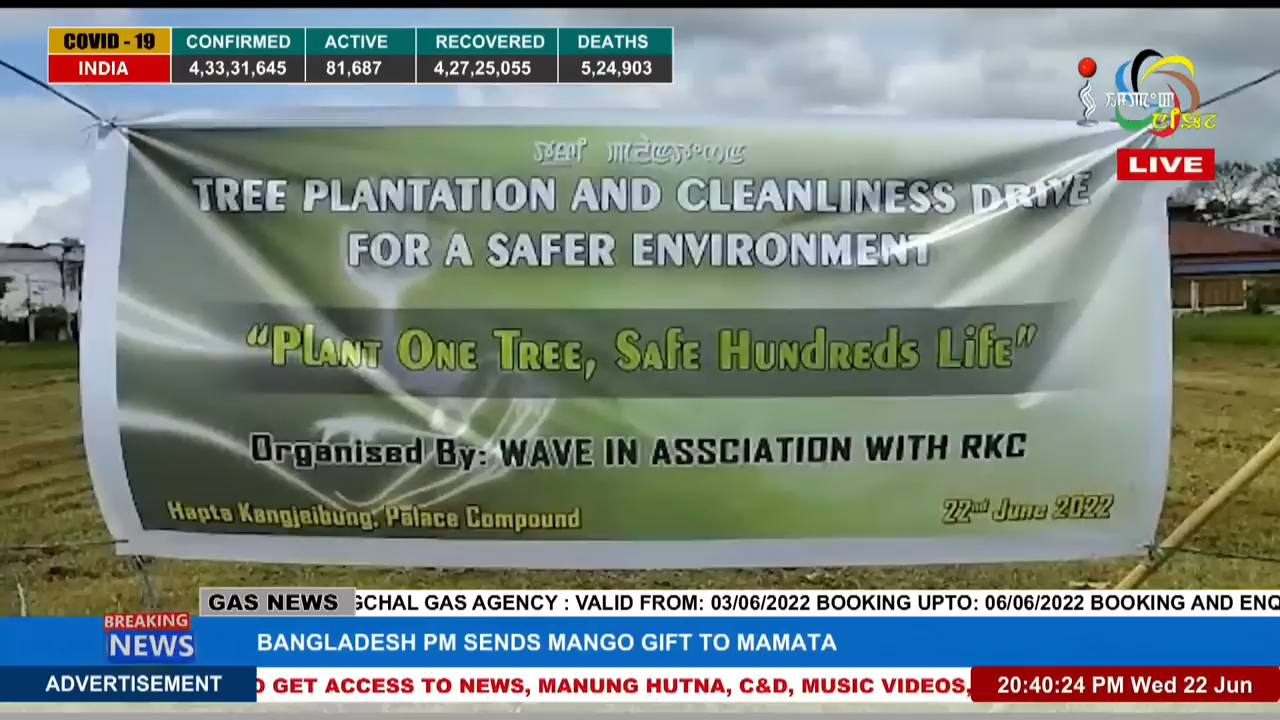 COVID - 19 CONFIRMED ACTIVE RECOVERED DEATHS
INDIA 4,33,31,645 81,687 4,27,25,055 5,24,903
LIVE
TREE PLANTATION AND CLEANLINESS DRIVE
FOR A SAFER ENVIRONMENT
"PLANT ONE TREE, SAFE HUNDREDS LIFE"
Organised By: WAVE IN ASSCIATION WITH RKC
Hapta Kangjeibung, Palace Compound
22nd June 2022
GAS NEWS GCHAL GAS AGENCY : VALID FROM: 03/06/2022 BOOKING UPTO: 06/06/2022 BOOKING AND ENQ
BREAKING
NEWS
BANGLADESH PM SENDS MANGO GIFT TO MAMATA
ADVERTISEMENT
O GET ACCESS TO NEWS, MANUNG HUTNA, C&D, MUSIC VIDEOS,
20:40:24 PM Wed 22 Jun